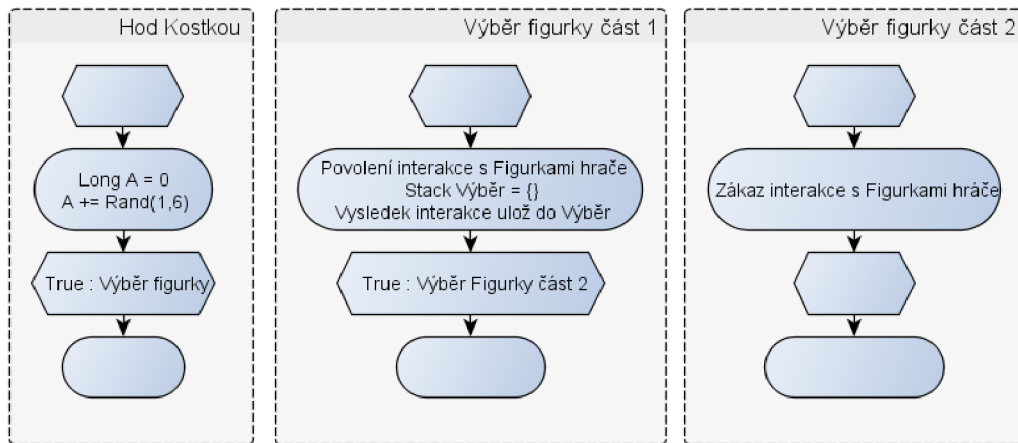 Hod Kostkou
Long A = 0
A += Rand(1,6)
True : Výběr figurky
Výběr figurky část 1
Povolení interakce s Figurkami hrače
Stack Výběr = {}
Vysledek interakce ulož do Výběr
True : Výběr Figurky část 2
Výběr figurky část 2
Zákaz interakce s Figurkami hráče